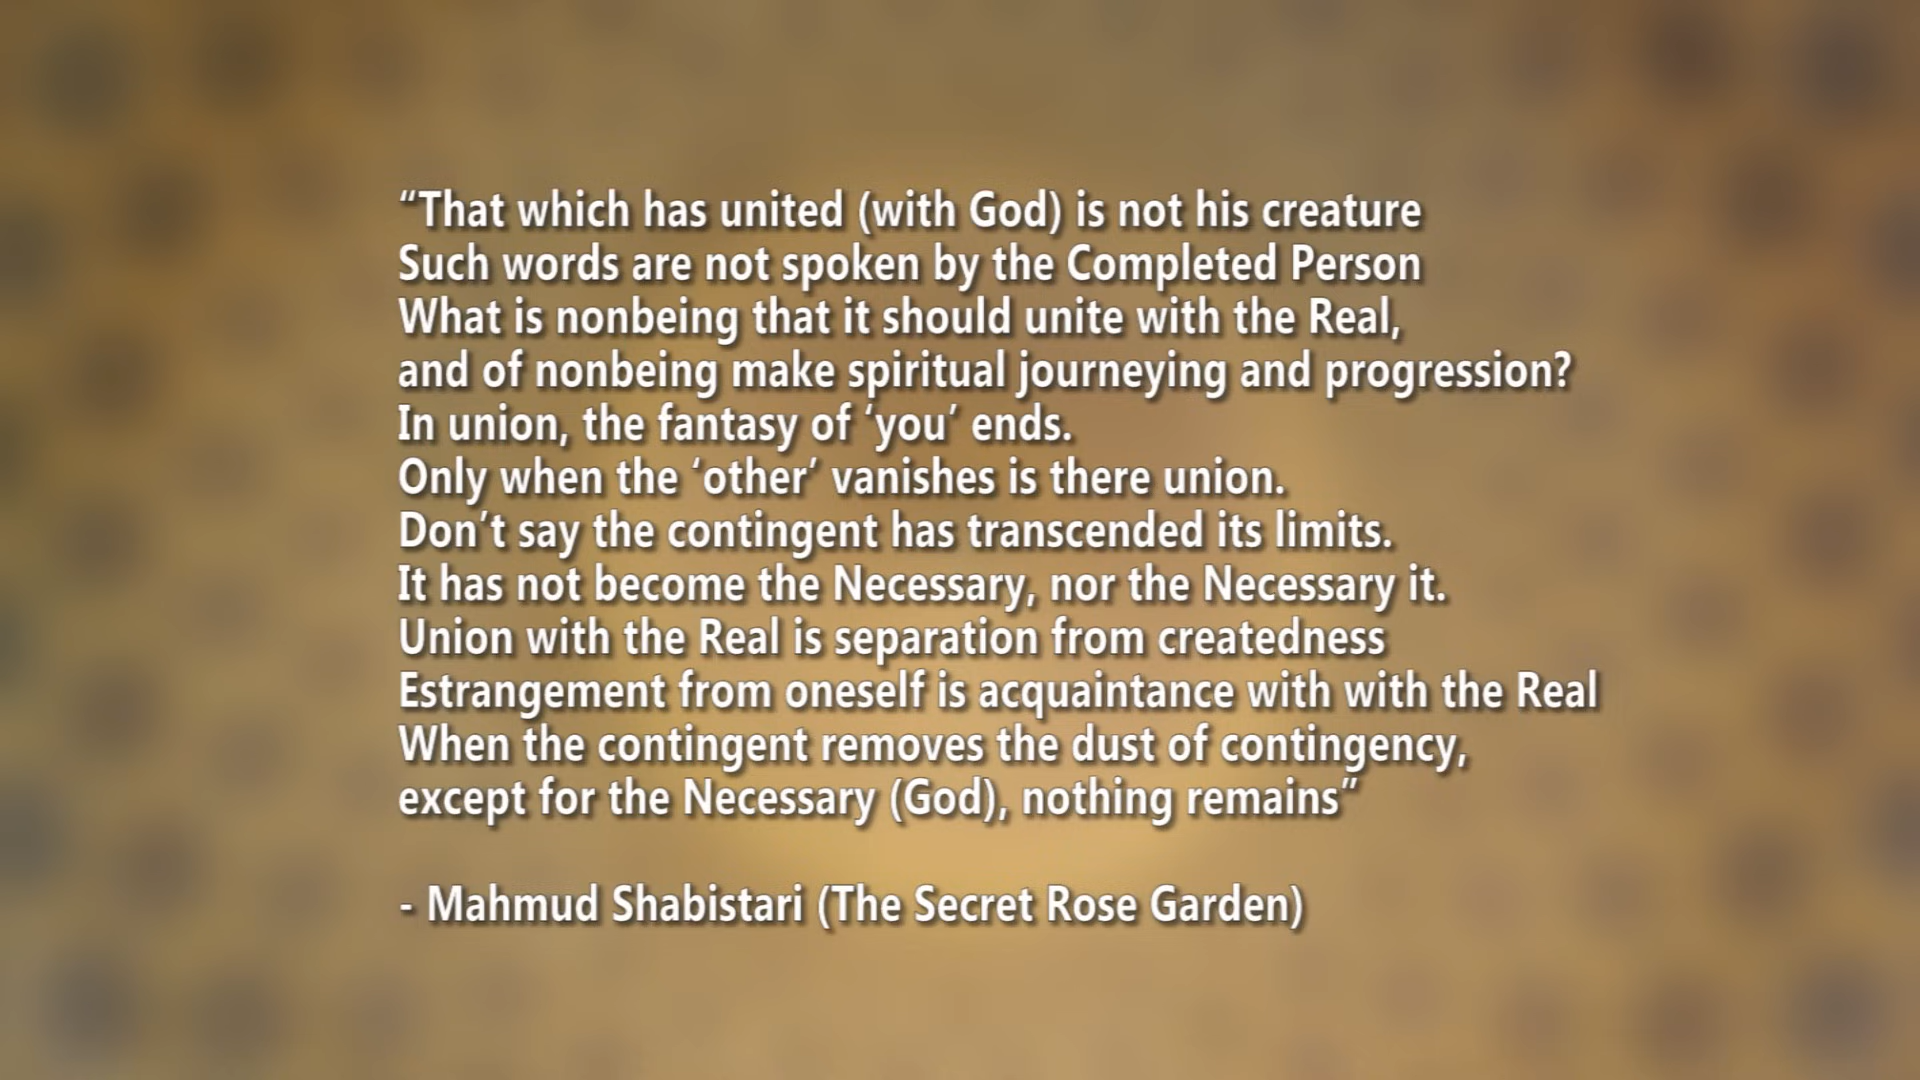 “That which has united (with God) is not his creature
Such words are not spoken by the Completed Person
What is nonbeing that it should unite with the Real,
and of nonbeing make spiritual journeying and progression?
In union, the fantasy of ‘you’ ends.
Only when the ‘other’ vanishes is there union.
Don’t say the contingent has transcended its limits.
It has not become the Necessary, nor the Necessary it.
Union with the Real is separation from createdness
Estrangement from oneself is acquaintance with with the Real
When the contingent removes the dust of contingency,
except for the Necessary (God), nothing remains”
- Mahmud Shabistari (The Secret Rose Garden)